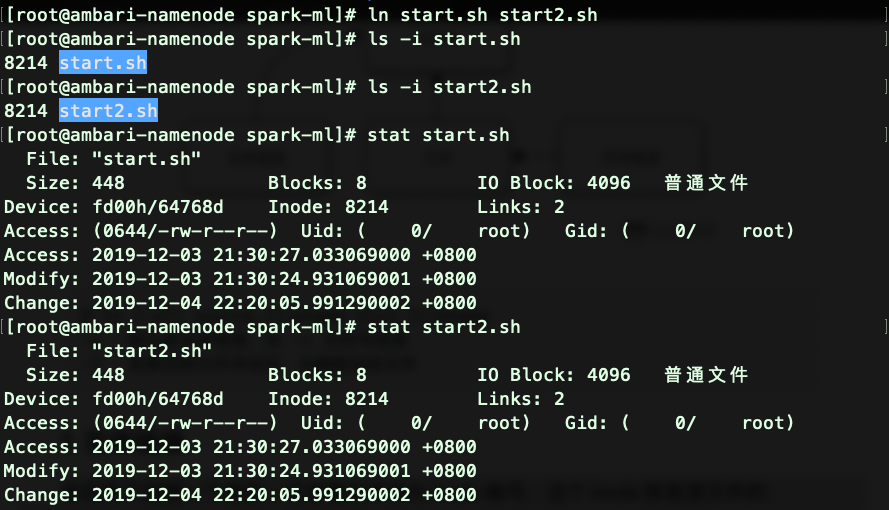 [root@ambari-namenode spark-ml]# ln start.sh start2.sh
[root@ambari-namenode spark-ml]# ls -i start.sh
8214 start.sh
[root@ambari-namenode spark-ml]# ls -i start2.sh
8214 start2.sh
[root@ambari-namenode spark-ml]# stat start.sh
  File: "start.sh"
  Size: 448       	Blocks: 8          IO Block: 4096   普通文件
Device: fd00h/64768d	Inode: 8214        Links: 2
Access: (0644/-rw-r--r--)  Uid: (    0/    root)   Gid: (    0/    root)
Access: 2019-12-03 21:30:27.033069000 +0800
Modify: 2019-12-03 21:30:24.931069001 +0800
Change: 2019-12-04 22:20:05.991290002 +0800
[root@ambari-namenode spark-ml]# stat start2.sh
  File: "start2.sh"
  Size: 448       	Blocks: 8          IO Block: 4096   普通文件
Device: fd00h/64768d	Inode: 8214        Links: 2
Access: (0644/-rw-r--r--)  Uid: (    0/    root)   Gid: (    0/    root)
Access: 2019-12-03 21:30:27.033069000 +0800
Modify: 2019-12-03 21:30:24.931069001 +0800
Change: 2019-12-04 22:20:05.991290002 +0800